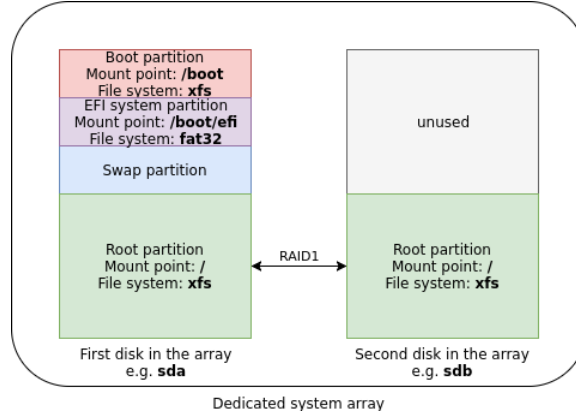 Boot partition
Mount point: /boot
File system: xfs
EFI system partition
Mount point: /boot/efi
File system: fat32
Swap partition
Root partition
Mount point: /
File system: xfs
First disk in the array
e.g. sda
RAID1
unused
Root partition
Mount point: /
File system: xfs
Second disk in the array
e.g. sdb
Dedicated system array